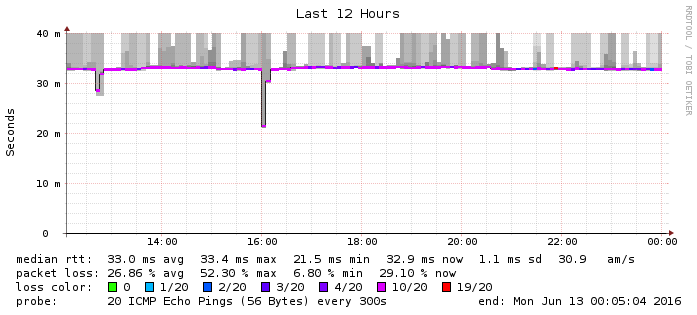 Last 12 Hours
RRDTOOL / TOBI OETIKER
Seconds
40 m
30 m
20 m
10 m
0
14:00 16:00 18:00 20:00 22:00 00:00
median rtt: 33.0 ms avg 33.4 ms max 21.5 ms min 32.9 ms now 1.1 ms sd 30.9 am/s
packet loss: 26.86 % avg 52.30 % max 6.80 % min 29.10 % now
loss color: 0 1/20 2/20 3/20 4/20 10/20 19/20
probe: 20 ICMP Echo Pings (56 Bytes) every 300s end: Mon Jun 13 00:05:04 2016